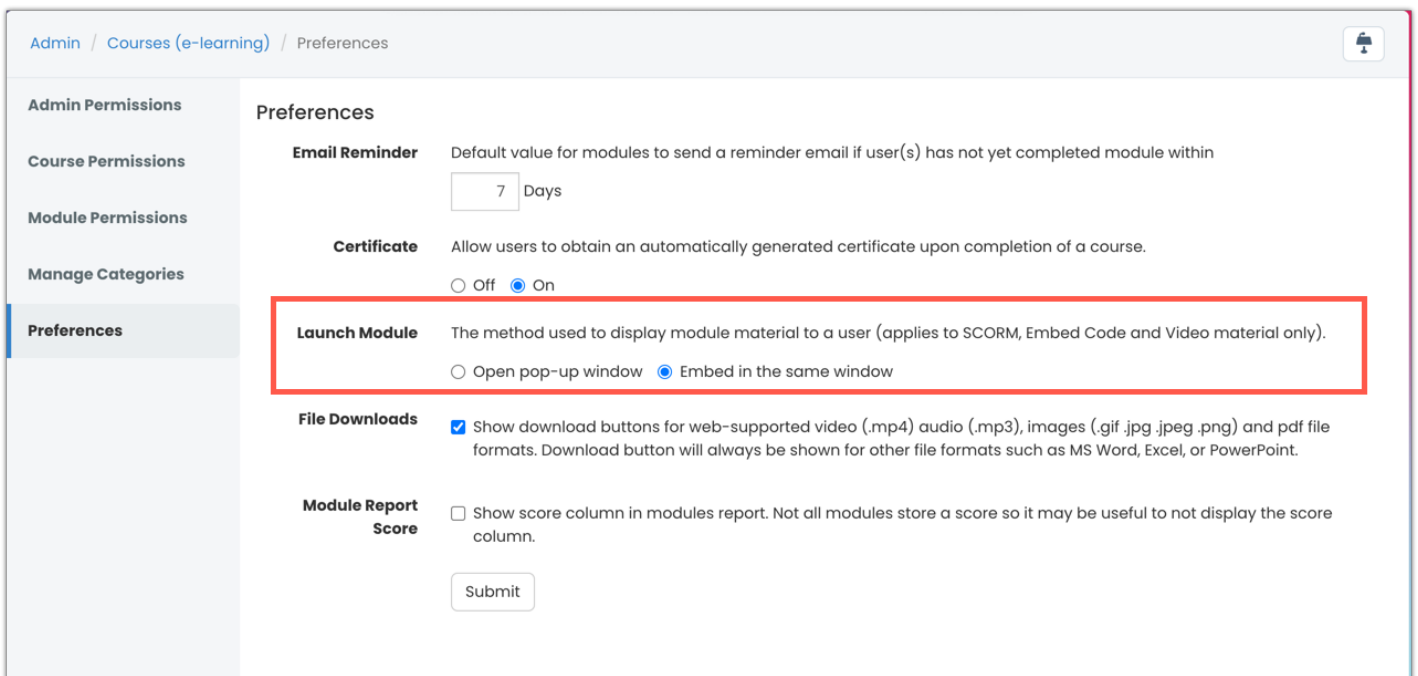 Admin / Courses (e-learning) / Preferences
Admin Permissions
Course Permissions
Module Permissions
Manage Categories
Preferences
Preferences
Email Reminder
Default value for modules to send a reminder email if user(s) has not yet completed module within
7 Days
Certificate
Allow users to obtain an automatically generated certificate upon completion of a course.
Off On
Launch Module
The method used to display module material to a user (applies to SCORM, Embed Code and Video material only).
Open pop-up window Embed in the same window
File Downloads
Show download buttons for web-supported video (.mp4) audio (.mp3), images (.gif .jpg .jpeg .png) and pdf file
formats. Download button will always be shown for other file formats such as MS Word, Excel, or PowerPoint.
Module Report
Score
Show score column in modules report. Not all modules store a score so it may be useful to not display the score
column.
Submit